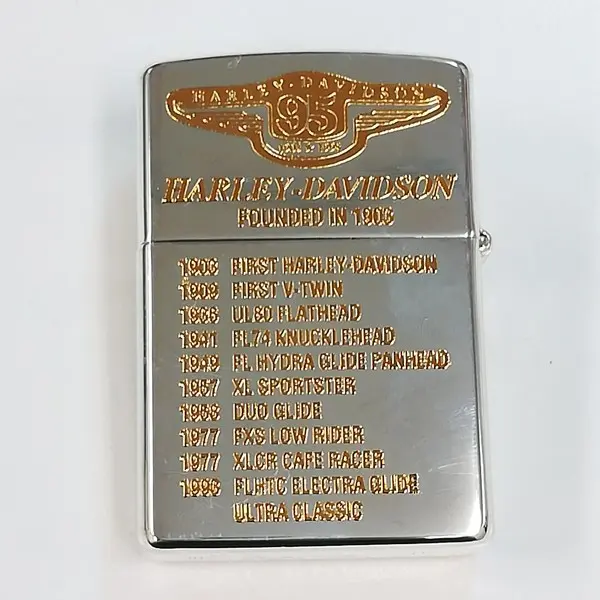 HARLEY-DAVIDSON
95
HARLEY-DAVIDSON
FOUNDED IN 1903
1903 FIRST HARLEY-DAVIDSON
1909 FIRST V-TWIN
UL80 FLATHEAD
1941 FL74 KNUCKLEHEAD
1949 FL HYDRA GLIDE PANHEAD
1957 XL SPORTSTER
1958 DUO GLIDE
1977 FXS LOW RIDER
1977 XLCR CAFE RACER
FLHTC ELECTRA GLIDE
ULTRA CLASSIC